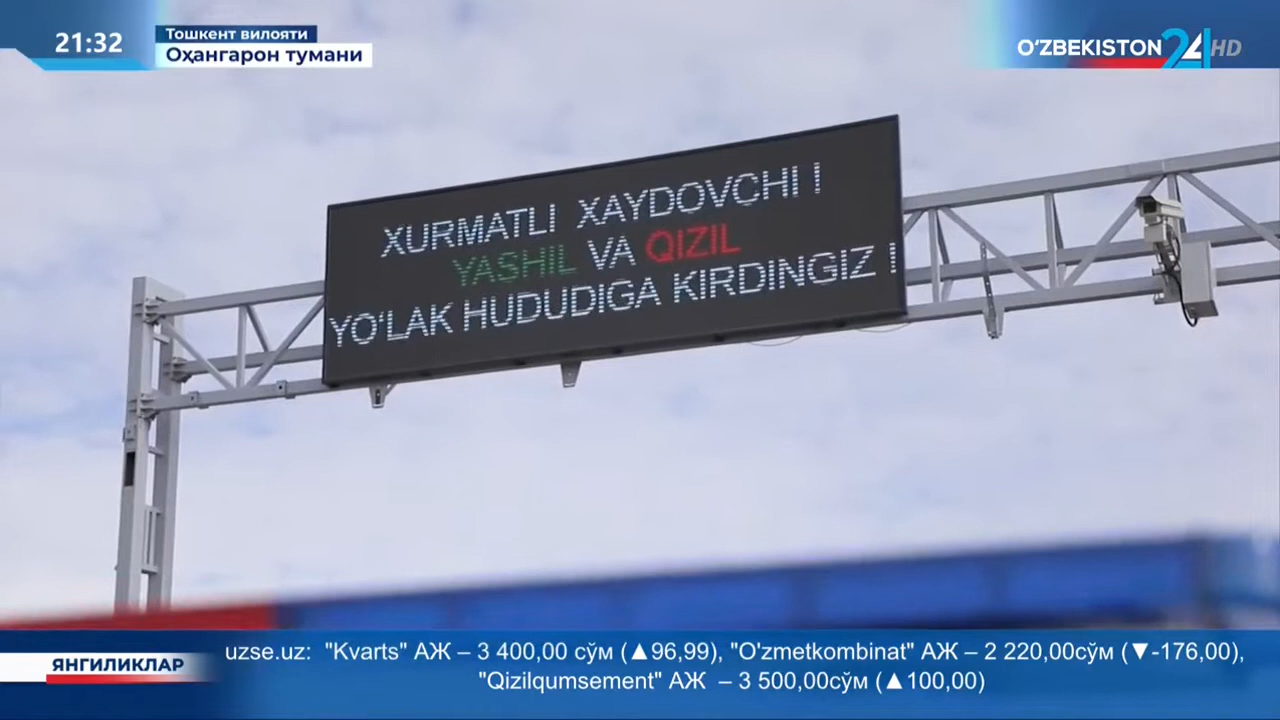 21:32
Тошкент вилояти
Оҳангарон тумани
O‘ZBEKISTON 24 HD
XURMATLI XAYDOVCHI !
YASHIL VA QIZIL
YO‘LAK HUDUDIGA KIRDINGIZ !
ЯНГИЛИКЛАР
uzse.uz: "Kvarts" АЖ – 3 400,00 сўм (▲96,99), "O'zmetkombinat" АЖ – 2 220,00сўм (▼-176,00),
"Qizilqumsement" АЖ – 3 500,00сўм (▲100,00)